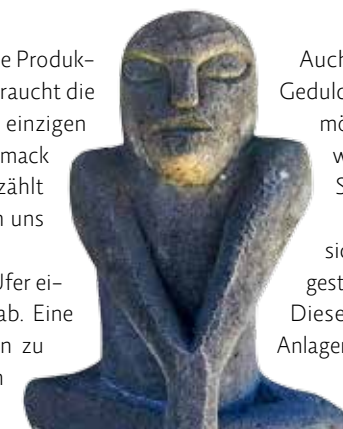 e Produk-
raucht die
einzigen
mack
zählt
n uns
Ufer ei-
ab. Eine
n zu
n
Auch
Geduld
mö
w
S
sic
gest
Diese
Anlagen